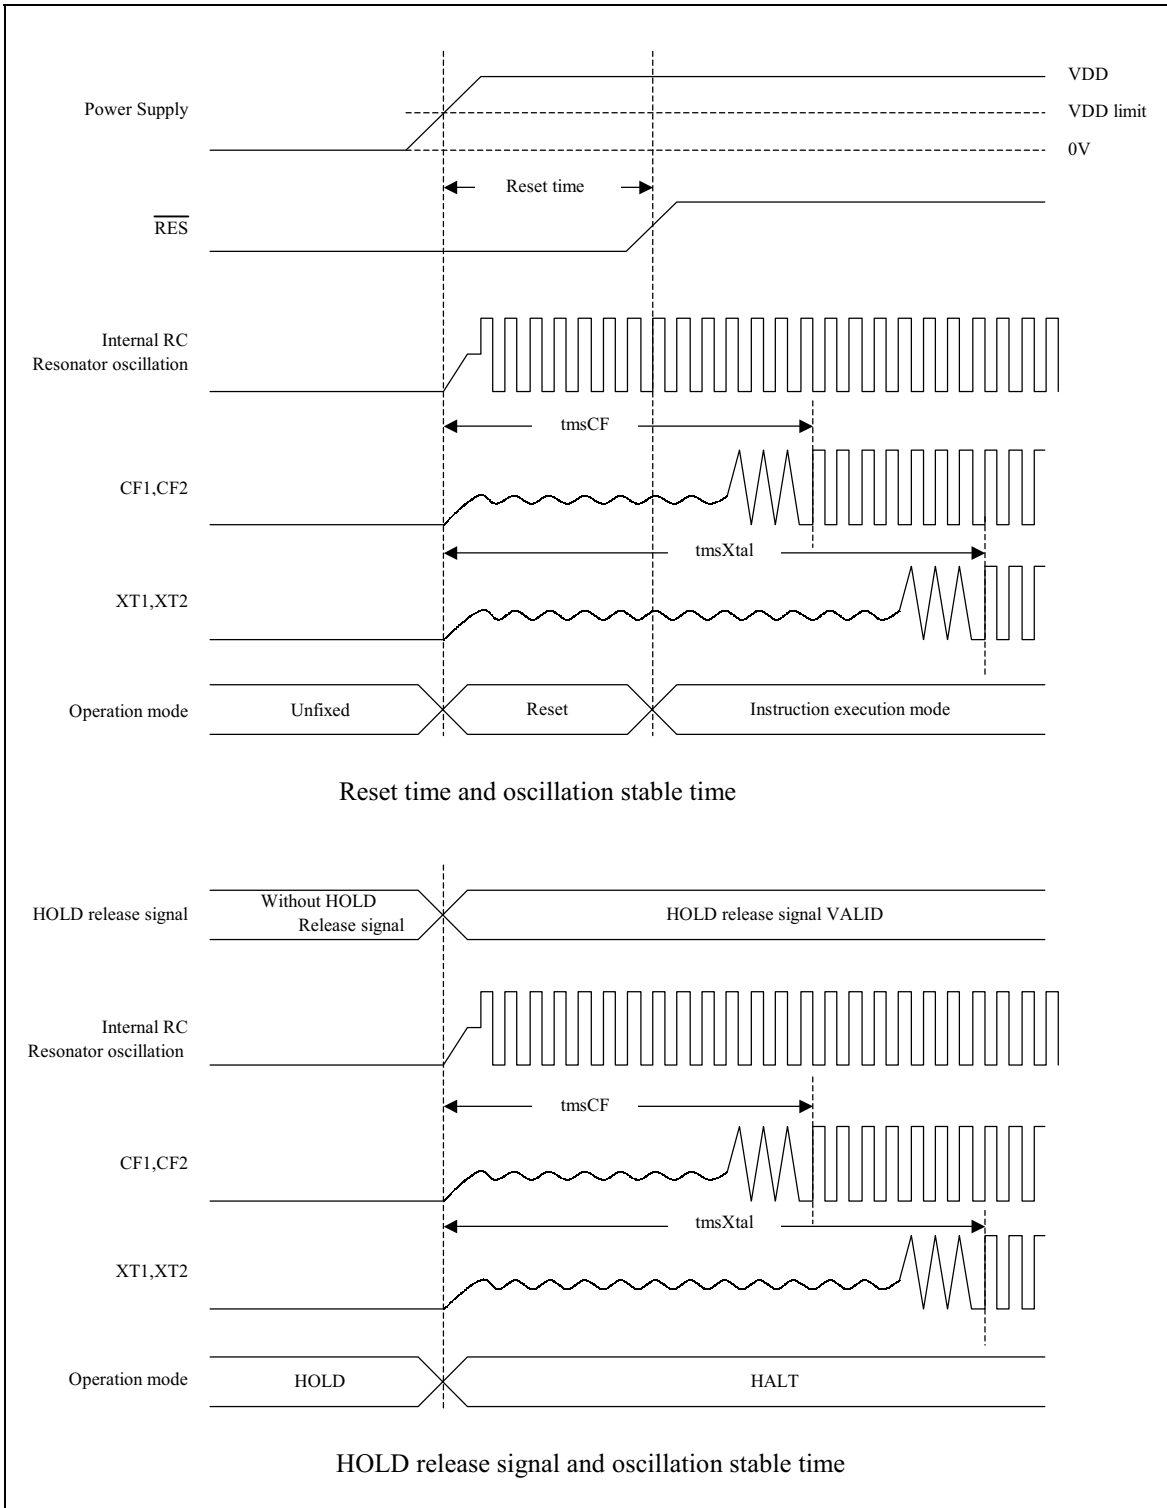 VDD
Power Supply
VDD limit
0V
Reset time
RES
Internal RC
Resonator oscillation
tmsCF
CF1,CF2
tmsXtal
XT1,XT2
Operation mode
Unfixed
Reset
Instruction execution mode
Reset time and oscillation stable time
Without HOLD
HOLD release signal
Release signal
HOLD release signal VALID
Internal RC
Resonator oscillation
tmsCF
CF1,CF2
tmsXtal
XT1,XT2
Operation mode
HOLD
HALT
HOLD release signal and oscillation stable time